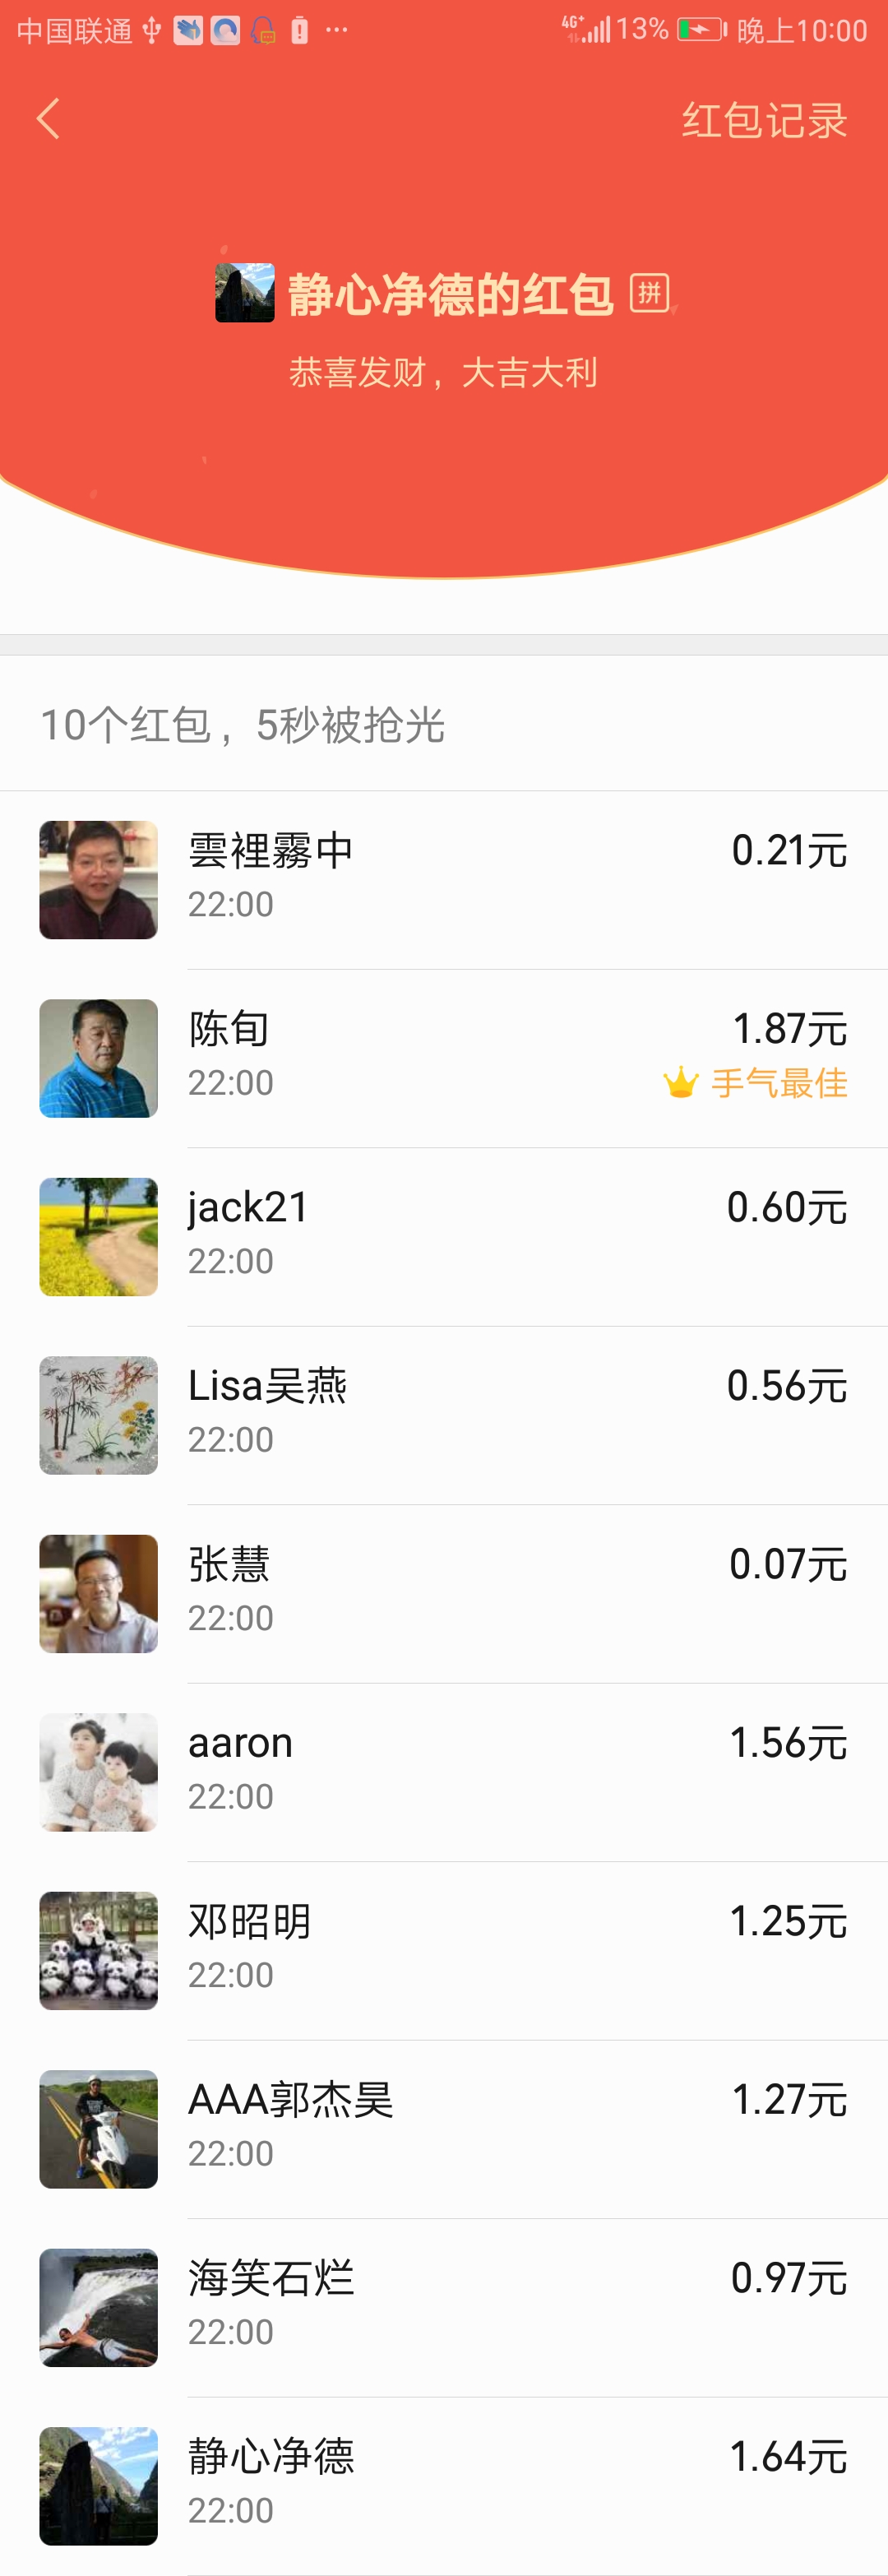 中国联通 4G+ 13% 晚上10:00
红包记录
静心净德的红包 拼
恭喜发财，大吉大利
10个红包，5秒被抢光
雲裡霧中 0.21元
22:00
陈旬 1.87元
22:00 手气最佳
jack21 0.60元
22:00
Lisa吴燕 0.56元
22:00
张慧 0.07元
22:00
aaron 1.56元
22:00
邓昭明 1.25元
22:00
AAA郭杰昊 1.27元
22:00
海笑石烂 0.97元
22:00
静心净德 1.64元
22:00